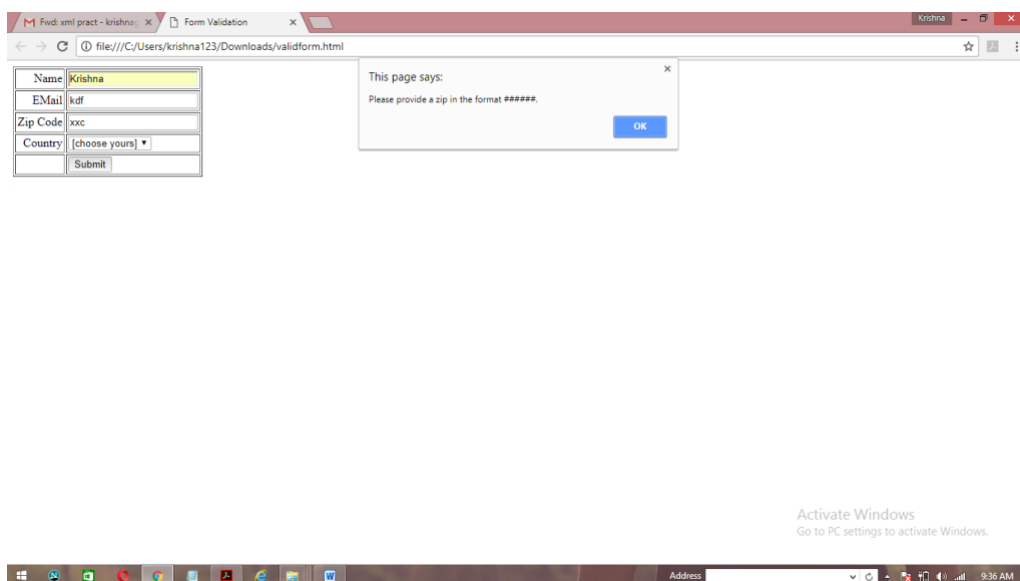 Fwd: xml pract - krishna
Form Validation
Krishna
file:///C:/Users/krishna123/Downloads/validform.html
Name Krishna
EMail kdf
Zip Code xxc
Country [choose yours]
Submit
This page says:
Please provide a zip in the format ######.
OK
Activate Windows
Go to PC settings to activate Windows.
Address
9:36 AM